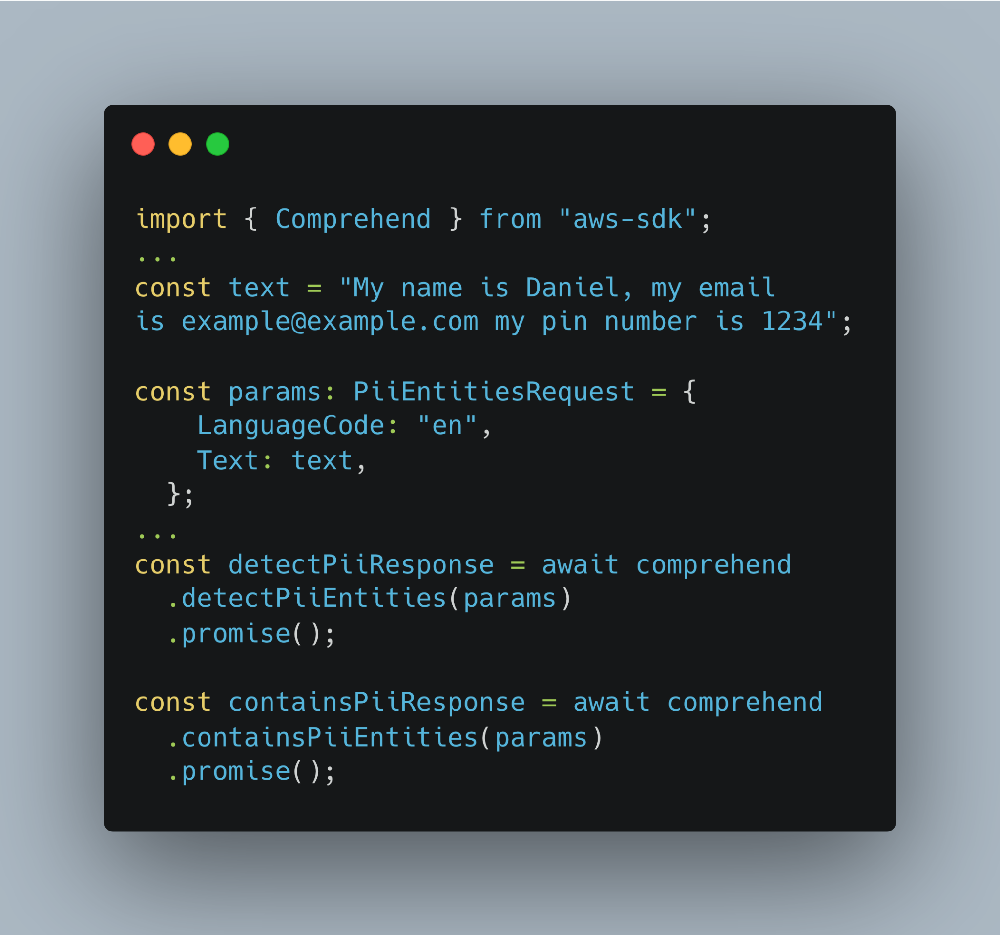 import { Comprehend } from "aws-sdk";
...
const text = "My name is Daniel, my email
is example@example.com my pin number is 1234";
const params: PiiEntitiesRequest = {
    LanguageCode: "en",
    Text: text,
  };
...
const detectPiiResponse = await comprehend
  .detectPiiEntities(params)
  .promise();
const containsPiiResponse = await comprehend
  .containsPiiEntities(params)
  .promise();